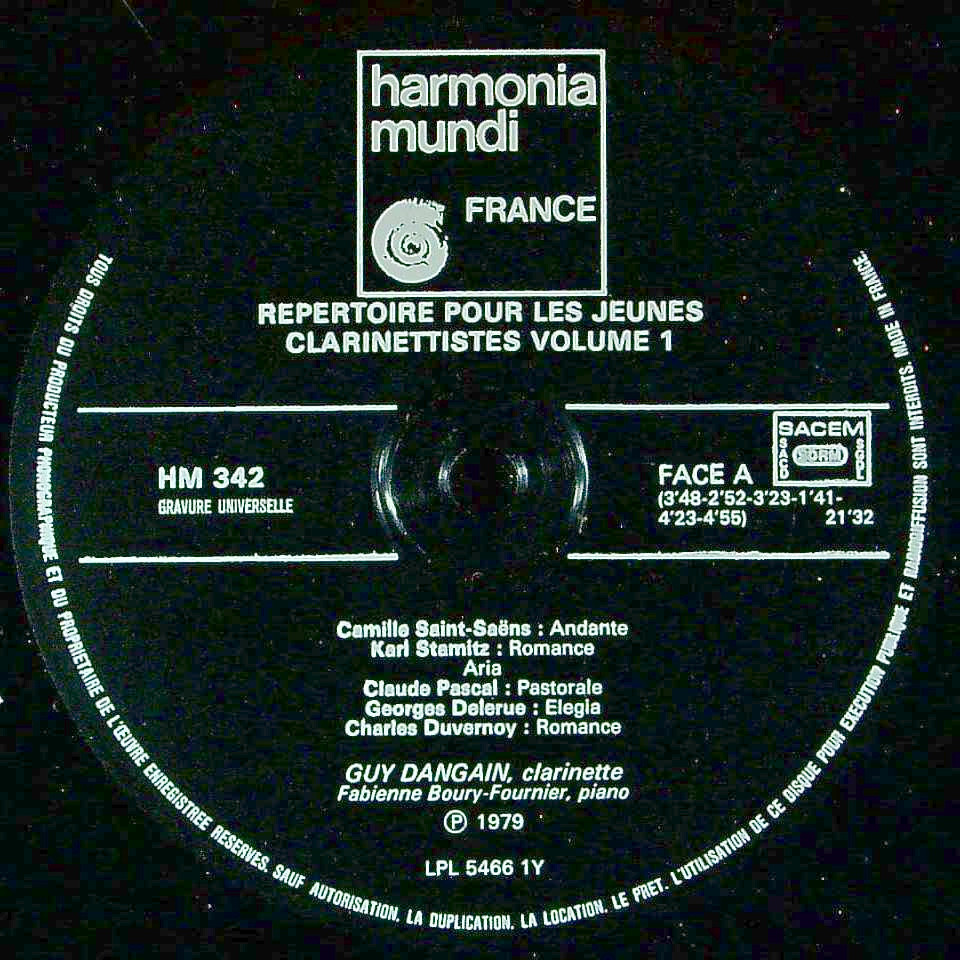 harmonia
mundi
FRANCE
REPERTOIRE POUR LES JEUNES
CLARINETTISTES VOLUME 1
HM 342
GRAVURE UNIVERSELLE
SACEM
SACD
SDRM
SGDL
FACE A
(3'48-2'52-3'23-1'41-
4'23-4'55) 21'32
Camille Saint-Saëns : Andante
Karl Stamitz : Romance
Aria
Claude Pascal : Pastorale
Georges Delerue : Elegia
Charles Duvernoy : Romance
GUY DANGAIN, clarinette
Fabienne Boury-Fournier, piano
Ⓟ 1979
LPL 5466 1Y
TOUS DROITS DU PRODUCTEUR PHONOGRAPHIQUE ET DU PROPRIETAIRE DE L'ŒUVRE ENREGISTREE RESERVES. SAUF AUTORISATION, LA DUPLICATION, LA LOCATION, LE PRET, L'UTILISATION DE CE DISQUE POUR EXECUTION PUBLIQUE ET RADIODIFFUSION SONT INTERDITS. MADE IN FRANCE